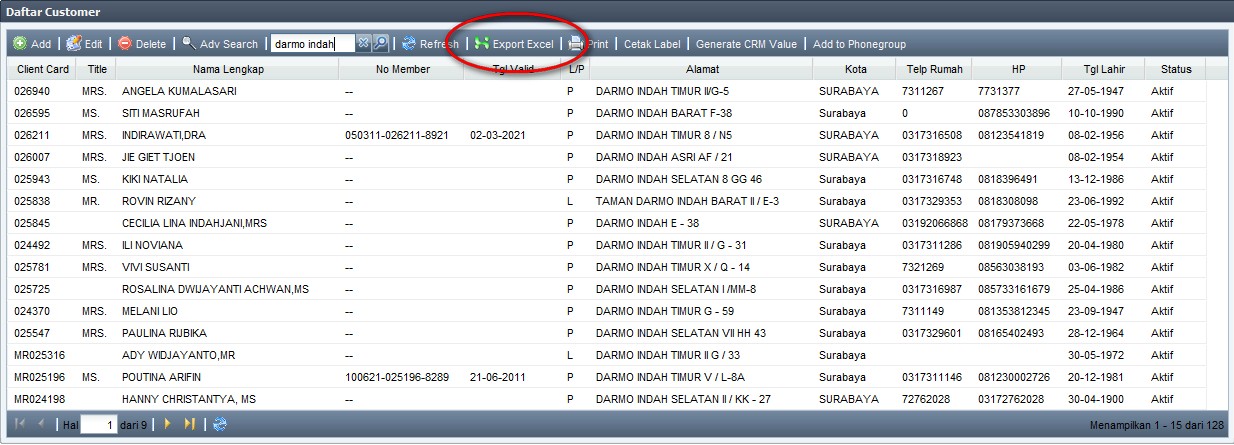 Daftar Customer
Add | Edit | Delete | Adv Search | darmo indah | Refresh | Export Excel | Print | Cetak Label | Generate CRM Value | Add to Phonegroup
Client Card Title Nama Lengkap No Member Tgl Valid L/P Alamat Kota Telp Rumah HP Tgl Lahir Status
026940 MRS. ANGELA KUMALASARI -- P DARMO INDAH TIMUR II/G-5 SURABAYA 7311267 7731377 27-05-1947 Aktif
026595 MS. SITI MASRUFAH -- P DARMO INDAH BARAT F-38 SURABAYA 0 087853303896 10-10-1990 Aktif
026211 MRS. INDIRAWATI,DRA 050311-026211-8921 02-03-2021 P DARMO INDAH TIMUR 8 / N5 SURABAYA 0317316508 08123541819 08-02-1956 Aktif
026007 MRS. JIE GIET TJOEN -- P DARMO INDAH ASRI AF / 21 SURABAYA 0317318923 08-02-1954 Aktif
025943 MS. KIKI NATALIA -- P DARMO INDAH SELATAN 8 GG 46 Surabaya 0317316748 0818396491 13-12-1986 Aktif
025838 MR. ROVIN RIZANY -- L TAMAN DARMO INDAH BARAT II / E-3 Surabaya 0317329353 0818308098 23-06-1992 Aktif
025845 CECILIA LINA INDAHJANI,MRS -- P DARMO INDAH E - 38 SURABAYA 03192066868 08179373668 22-05-1978 Aktif
024492 MRS. ILI NOVIANA -- P DARMO INDAH TIMUR II / G - 31 Surabaya 0317311286 081905940299 20-04-1980 Aktif
025781 MRS. VIVI SUSANTI -- P DARMO INDAH TIMUR X / Q - 14 Surabaya 7321269 08563038193 03-06-1982 Aktif
025725 ROSALINA DWIJAYANTI ACHWAN,MS -- P DARMO INDAH SELATAN I /MM-8 Surabaya 0317316987 085733161679 25-04-1986 Aktif
024370 MRS. MELANI LIO -- P DARMO INDAH TIMUR G - 59 Surabaya 7311149 081353812345 23-09-1947 Aktif
025547 MRS. PAULINA RIJBIKA -- P DARMO INDAH SELATAN VII HH 43 Surabaya 0317329601 08165402493 28-12-1964 Aktif
MR025316 ADY WIDJAYANTO,MR -- L DARMO INDAH TIMUR II G / 33 Surabaya 30-05-1972 Aktif
MR025196 MS. POUTINA ARIFIN 100621-025196-8289 21-06-2011 P DARMO INDAH TIMUR V / L-8A Surabaya 0317311146 081230002726 20-12-1981 Aktif
MR024198 HANNY CHRISTANTYA, MS -- P DARMO INDAH SELATAN II / KK - 27 SURABAYA 72762028 03172762028 30-04-1900 Aktif
Hal 1 dari 9 Menampilkan 1 - 15 dari 128